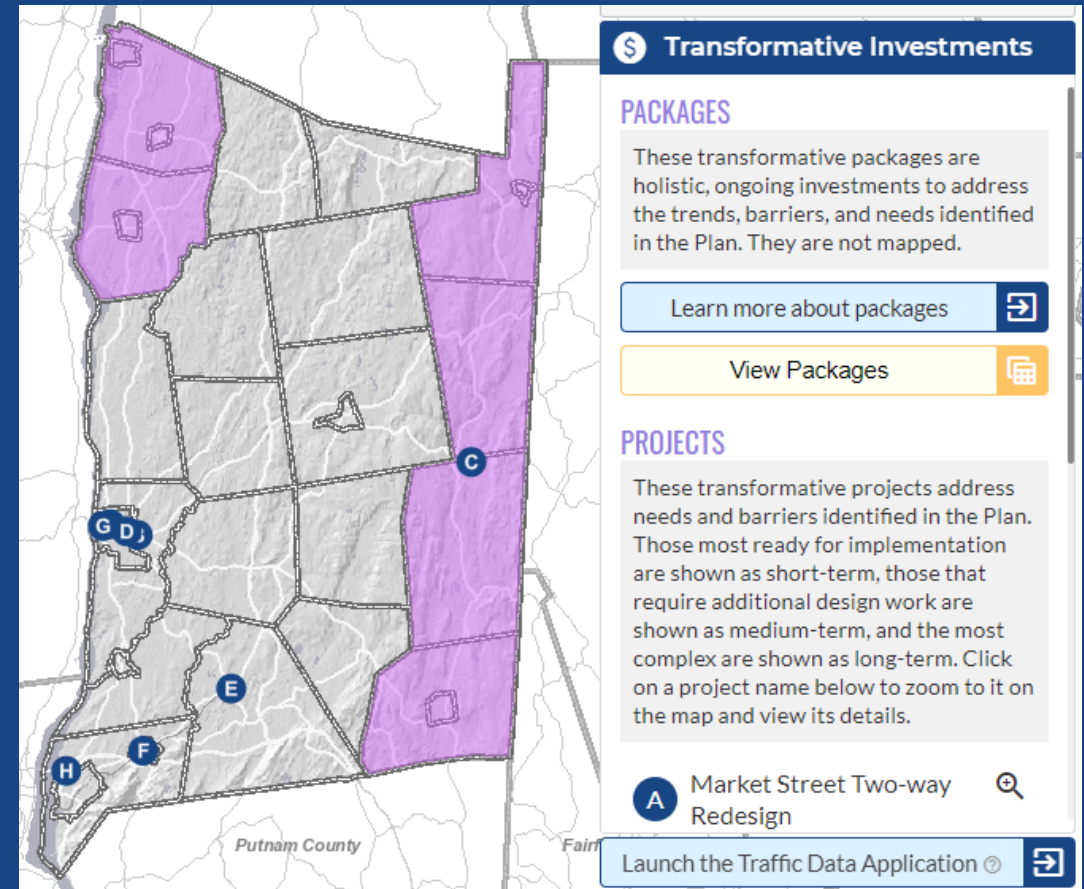 Transformative Investments
PACKAGES
These transformative packages are
holistic, ongoing investments to address
the trends, barriers, and needs identified
in the Plan. They are not mapped.
Learn more about packages
View Packages
PROJECTS
These transformative projects address
needs and barriers identified in the Plan.
Those most ready for implementation
are shown as short-term, those that
require additional design work are
shown as medium-term, and the most
complex are shown as long-term. Click
on a project name below to zoom to it on
the map and view its details.
A Market Street Two-way
Redesign
Launch the Traffic Data Application
C
G D
E
F
H
Putnam County